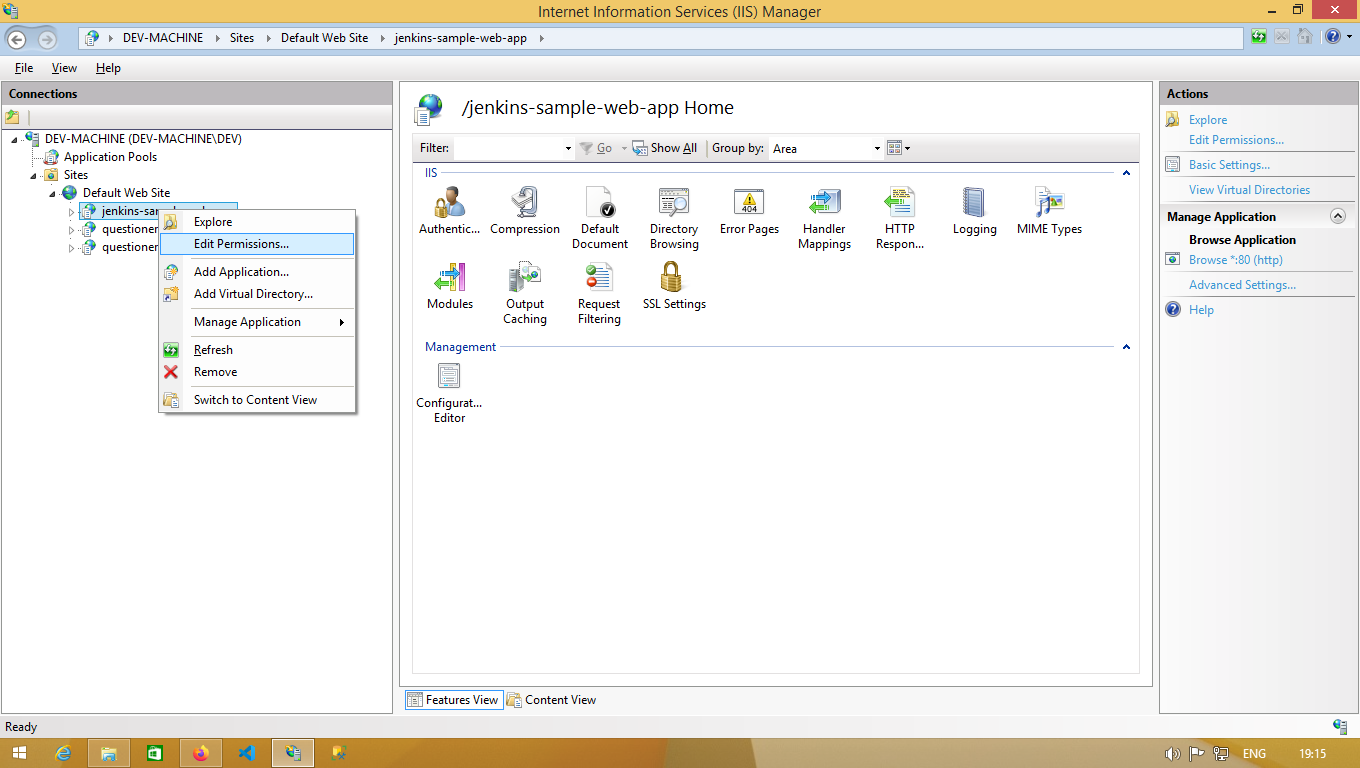 Internet Information Services (IIS) Manager
DEV-MACHINE Sites Default Web Site jenkins-sample-web-app
File View Help
Connections
DEV-MACHINE (DEV-MACHINE\DEV)
Application Pools
Sites
Default Web Site
jenkins-sam
questioner
questioner
Explore
Edit Permissions...
Add Application...
Add Virtual Directory...
Manage Application
Refresh
Remove
Switch to Content View
/jenkins-sample-web-app Home
Filter: Go Show All Group by: Area
IIS
Authentic... Compression Default Document Directory Browsing Error Pages Handler Mappings HTTP Respon... Logging MIME Types
404
Modules Output Caching Request Filtering SSL Settings
Management
Configurat... Editor
Features View Content View
Actions
Explore
Edit Permissions...
Basic Settings...
View Virtual Directories
Manage Application
Browse Application
Browse *:80 (http)
Advanced Settings...
Help
Ready
ENG 19:15